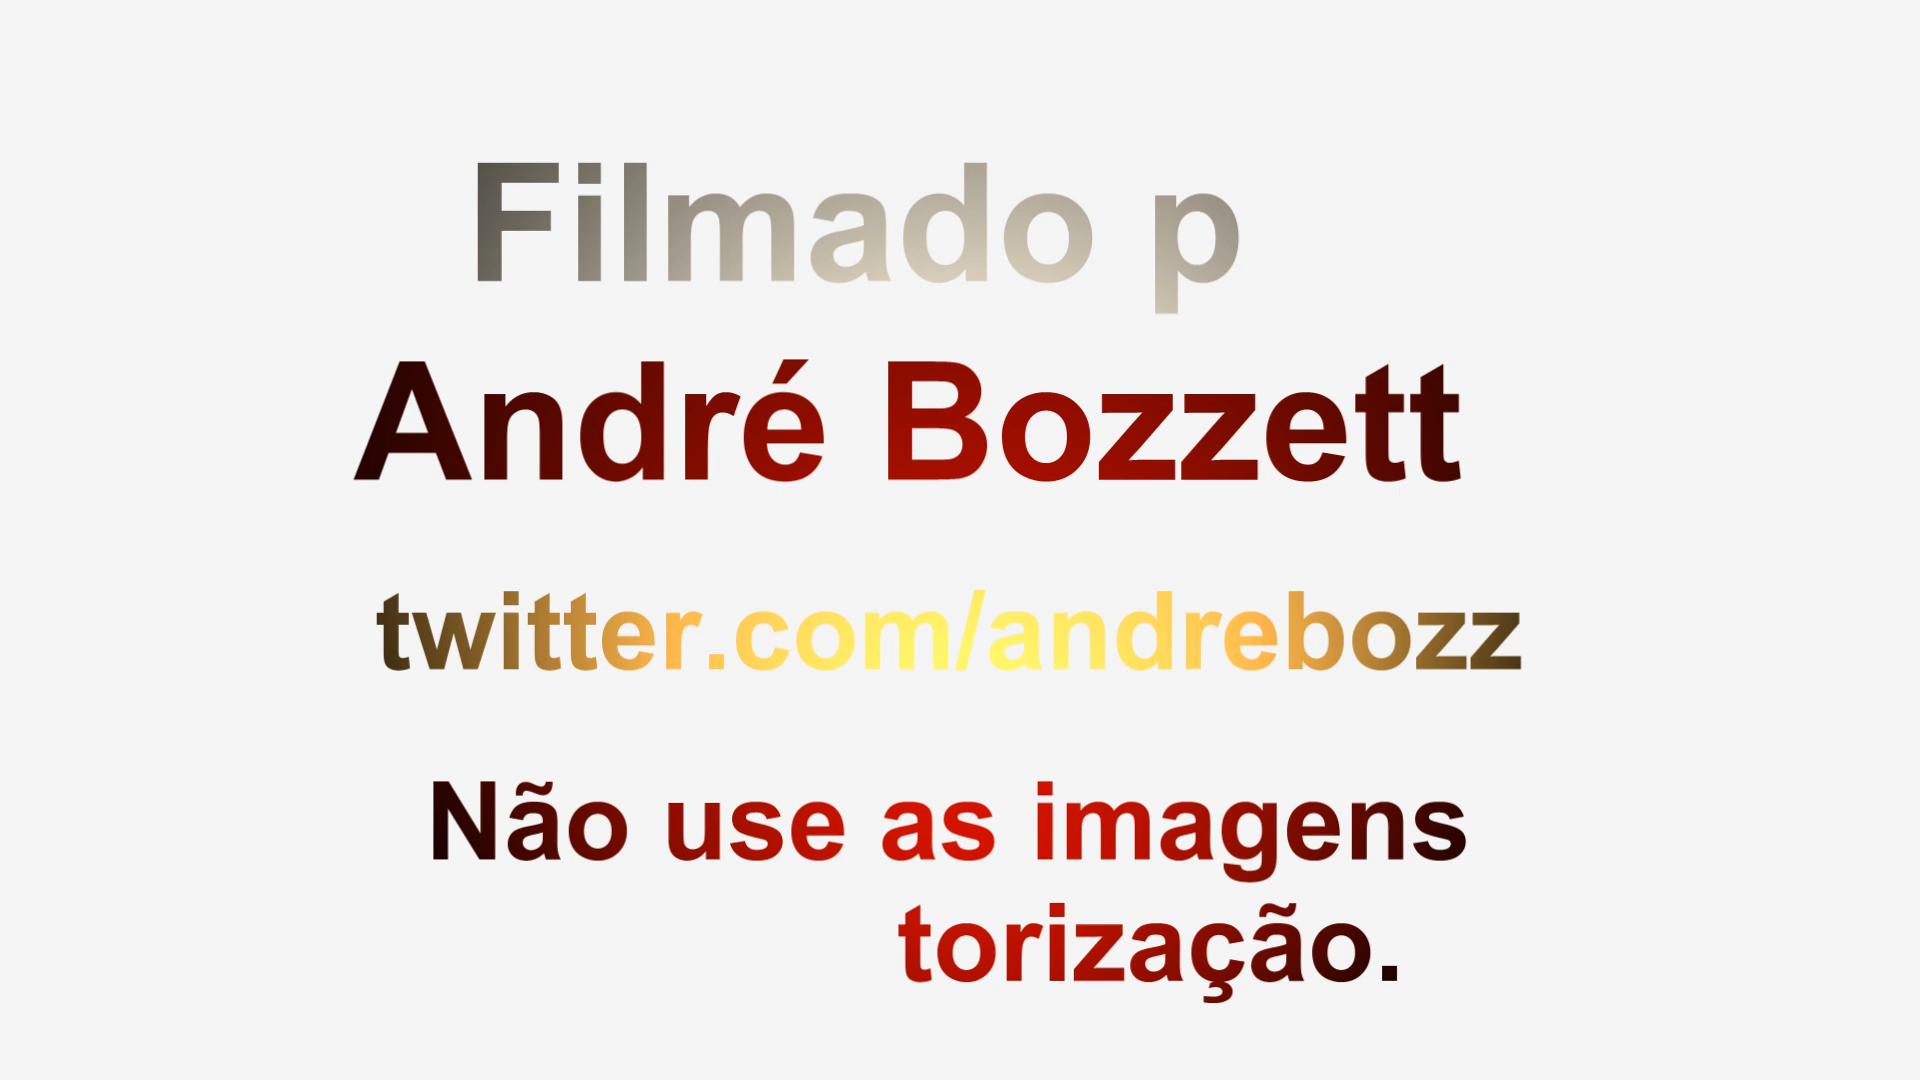 Filmado p
André Bozzett
twitter.com/andrebozz
Não use as imagens
torização.